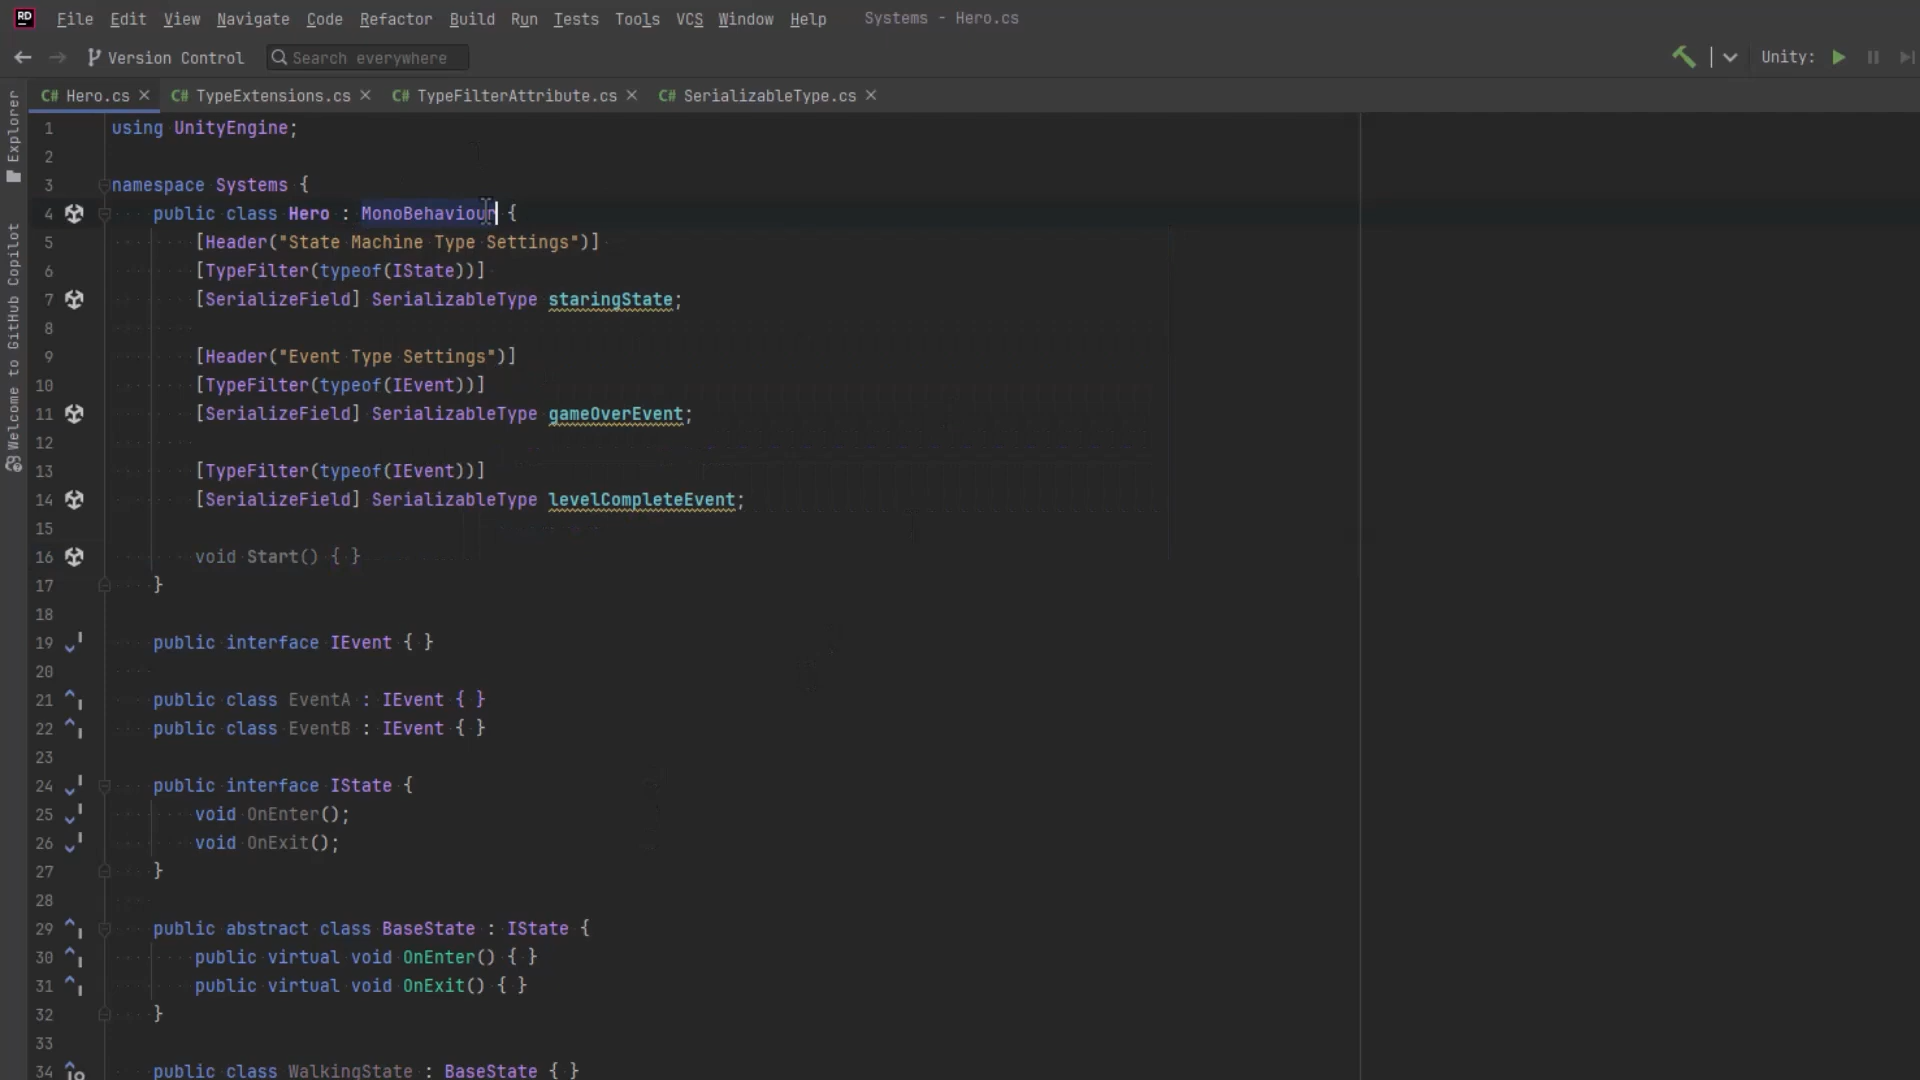 RD File Edit View Navigate Code Refactor Build Run Tests Tools VCS Window Help Systems - Hero.cs
Version Control Search everywhere Unity:
C# Hero.cs C# TypeExtensions.cs C# TypeFilterAttribute.cs C# SerializableType.cs
Explorer
Welcome to GitHub Copilot
1 using UnityEngine;
2
3 namespace Systems {
4 public class Hero : MonoBehaviour {
5 [Header("State Machine Type Settings")]
6 [TypeFilter(typeof(IState))]
7 [SerializeField] SerializableType staringState;
8
9 [Header("Event Type Settings")]
10 [TypeFilter(typeof(IEvent))]
11 [SerializeField] SerializableType gameOverEvent;
12
13 [TypeFilter(typeof(IEvent))]
14 [SerializeField] SerializableType levelCompleteEvent;
15
16 void Start() { }
17 }
18
19 public interface IEvent { }
20
21 public class EventA : IEvent { }
22 public class EventB : IEvent { }
23
24 public interface IState {
25 void OnEnter();
26 void OnExit();
27 }
28
29 public abstract class BaseState : IState {
30 public virtual void OnEnter() { }
31 public virtual void OnExit() { }
32 }
33
34 public class WalkingState : BaseState { }